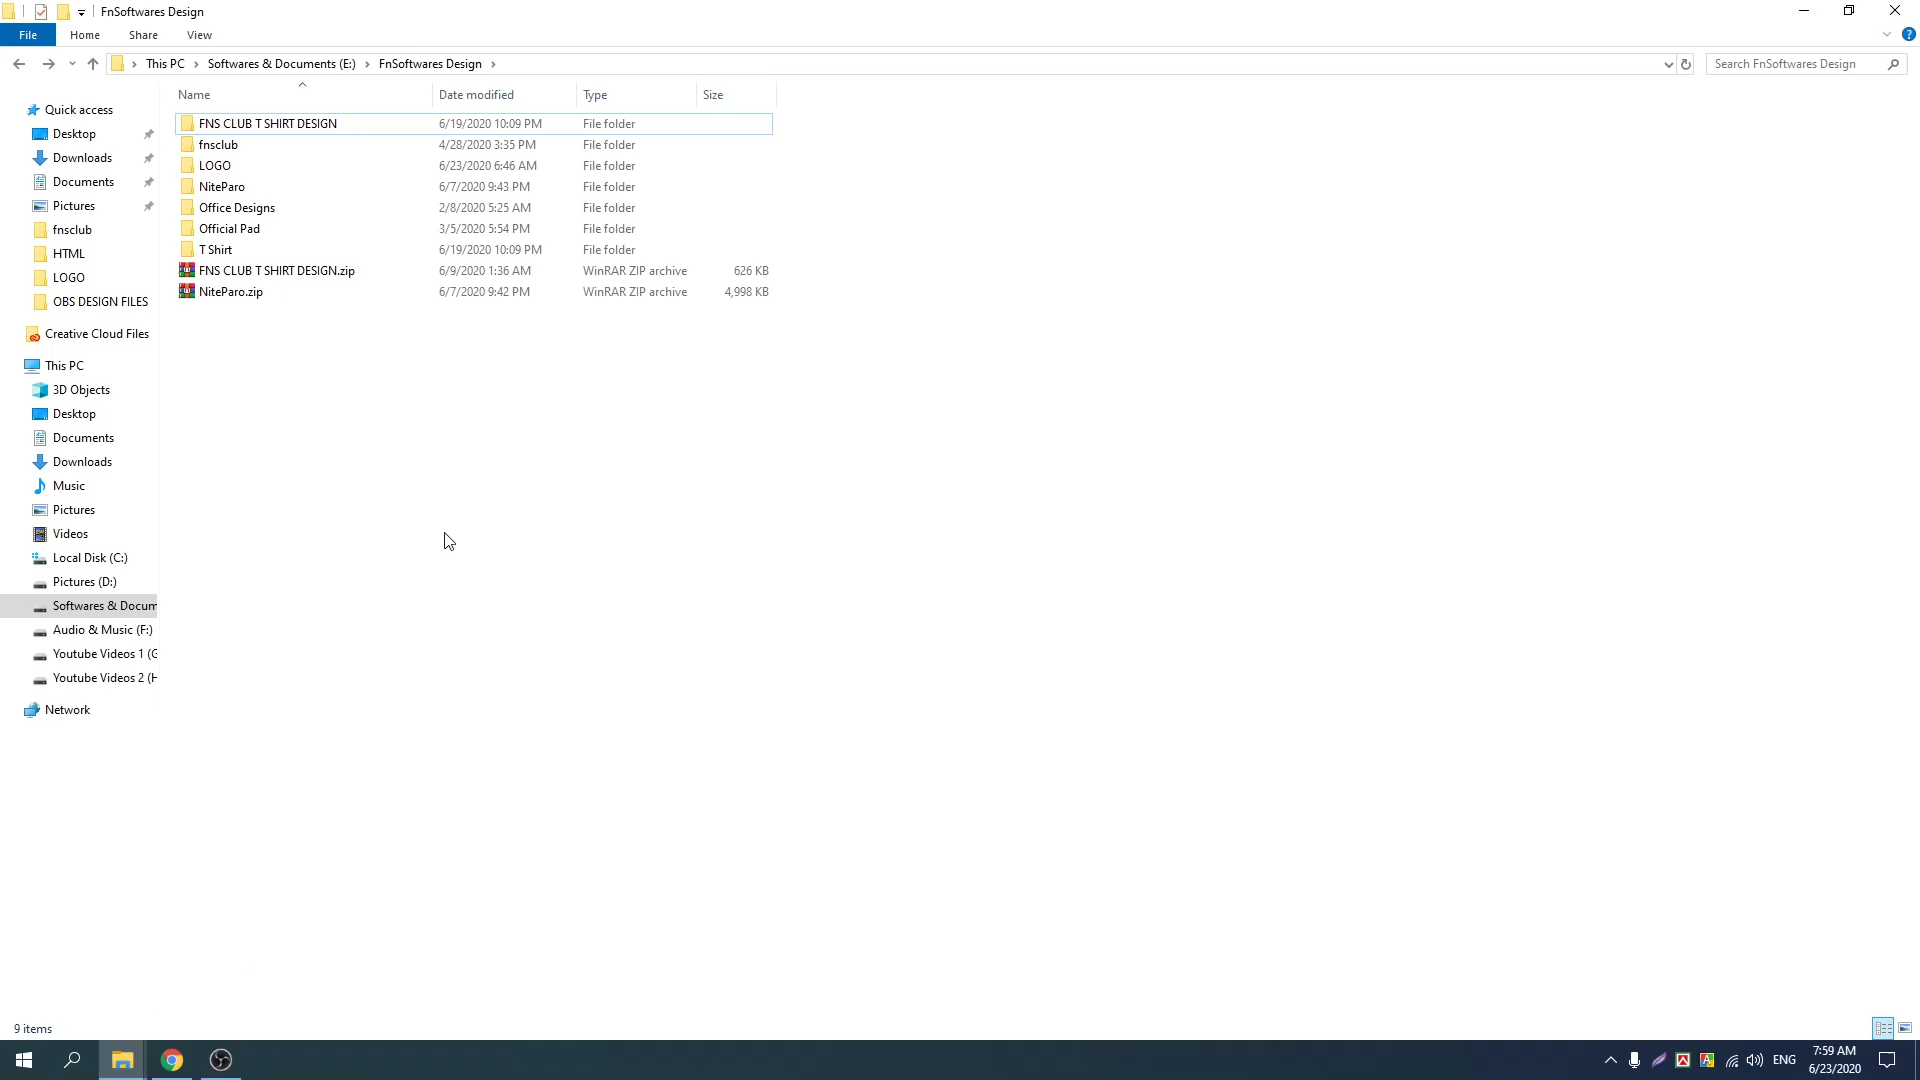 FnSoftwares Design
File Home Share View
This PC Softwares & Documents (E:) FnSoftwares Design
Search FnSoftwares Design
Name Date modified Type Size
FNS CLUB T SHIRT DESIGN 6/19/2020 10:09 PM File folder
fnsclub 4/28/2020 3:35 PM File folder
LOGO 6/23/2020 6:46 AM File folder
NiteParo 6/7/2020 9:43 PM File folder
Office Designs 2/8/2020 5:25 AM File folder
Official Pad 3/5/2020 5:54 PM File folder
T Shirt 6/19/2020 10:09 PM File folder
FNS CLUB T SHIRT DESIGN.zip 6/9/2020 1:36 AM WinRAR ZIP archive 626 KB
NiteParo.zip 6/7/2020 9:42 PM WinRAR ZIP archive 4,998 KB
Quick access
Desktop
Downloads
Documents
Pictures
fnsclub
HTML
LOGO
OBS DESIGN FILES
Creative Cloud Files
This PC
3D Objects
Desktop
Documents
Downloads
Music
Pictures
Videos
Local Disk (C:)
Pictures (D:)
Softwares & Docum
Audio & Music (F:)
Youtube Videos 1 (G
Youtube Videos 2 (H
Network
9 items
ENG
7:59 AM
6/23/2020